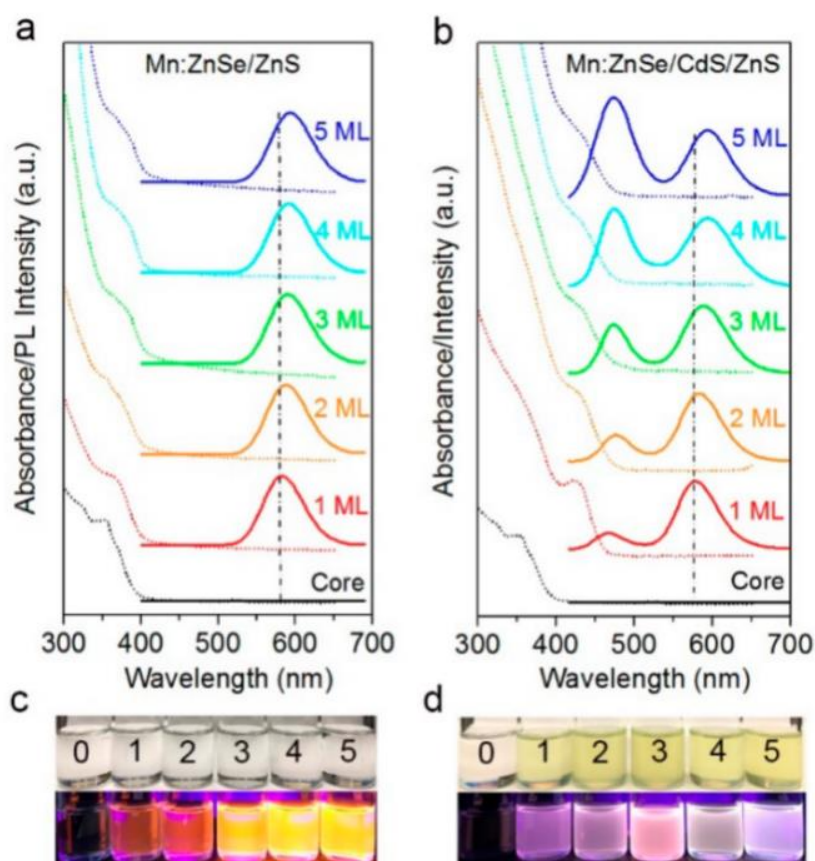 a
Mn:ZnSe/ZnS
Absorbance/PL Intensity (a.u.)
5 ML
4 ML
3 ML
2 ML
1 ML
Core
300 400 500 600 700
Wavelength (nm)
b
Mn:ZnSe/CdS/ZnS
Absorbance/Intensity (a.u.)
5 ML
4 ML
3 ML
2 ML
1 ML
Core
300 400 500 600 700
Wavelength (nm)
c
0 1 2 3 4 5
d
0 1 2 3 4 5